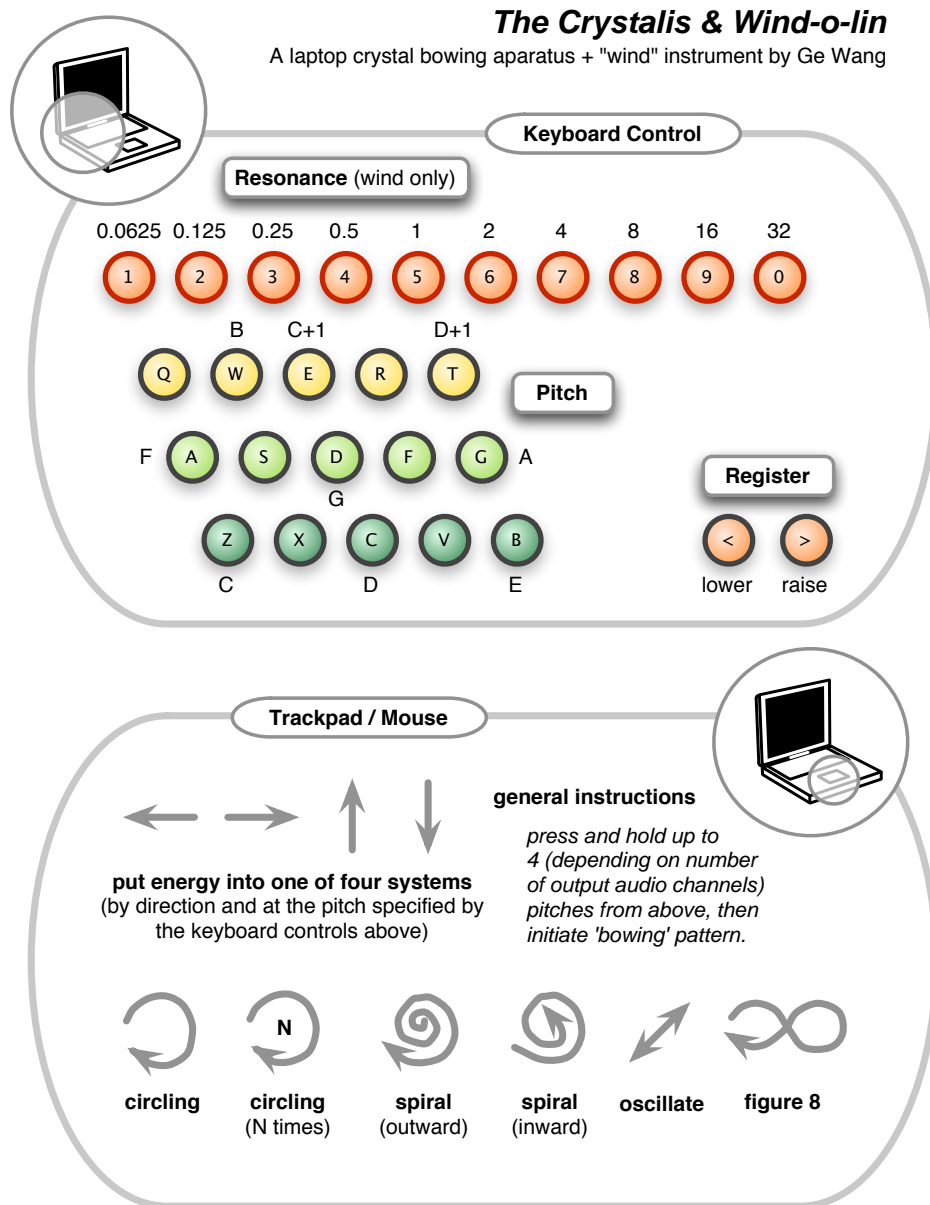 The Crystalis & Wind-o-lin
A laptop crystal bowing aparatus + "wind" instrument by Ge Wang
Keyboard Control
Resonance (wind only)
0.0625 0.125 0.25 0.5 1 2 4 8 16 32
1 2 3 4 5 6 7 8 9 0
B C+1 D+1
Q W E R T
Pitch
F A S D F G A
G
Register
Z X C V B < >
C D E lower raise
Trackpad / Mouse
general instructions
press and hold up to
4 (depending on number
of output audio channels)
pitches from above, then
initiate 'bowing' pattern.
put energy into one of four systems
(by direction and at the pitch specified by
the keyboard controls above)
N
circling circling spiral spiral oscillate figure 8
(N times) (outward) (inward)